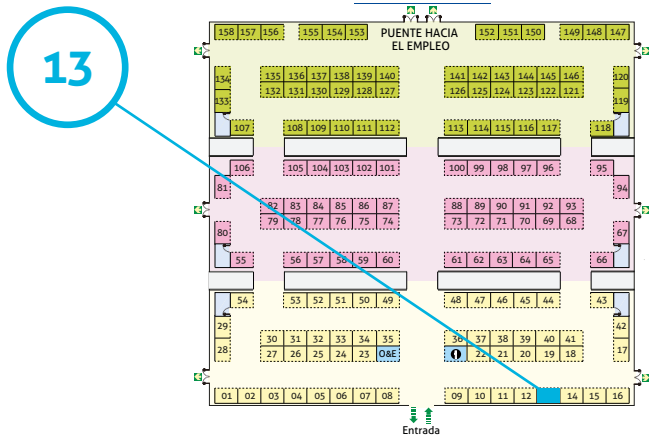 13
158 157 156 155 154 153 152 151 150 149 148 147
PUENTE HACIA
EL EMPLEO
134 135 136 137 138 139 140 141 142 143 144 145 146 120
133 132 131 130 129 128 127 126 125 124 123 122 121 119
107 108 109 110 111 112 113 114 115 116 117 118
106 105 104 103 102 101 100 99 98 97 96 95
81 94
82 83 84 85 86 87 88 89 90 91 92 93
79 78 77 76 75 74 73 72 71 70 69 68
80 67
55 56 57 58 59 60 61 62 63 64 65 66
54 53 52 51 50 49 48 47 46 45 44 43
29 42
30 31 32 33 34 35 36 37 38 39 40 41
28 27 26 25 24 23 O&E 22 21 20 19 18 17
01 02 03 04 05 06 07 08 09 10 11 12 14 15 16
Entrada